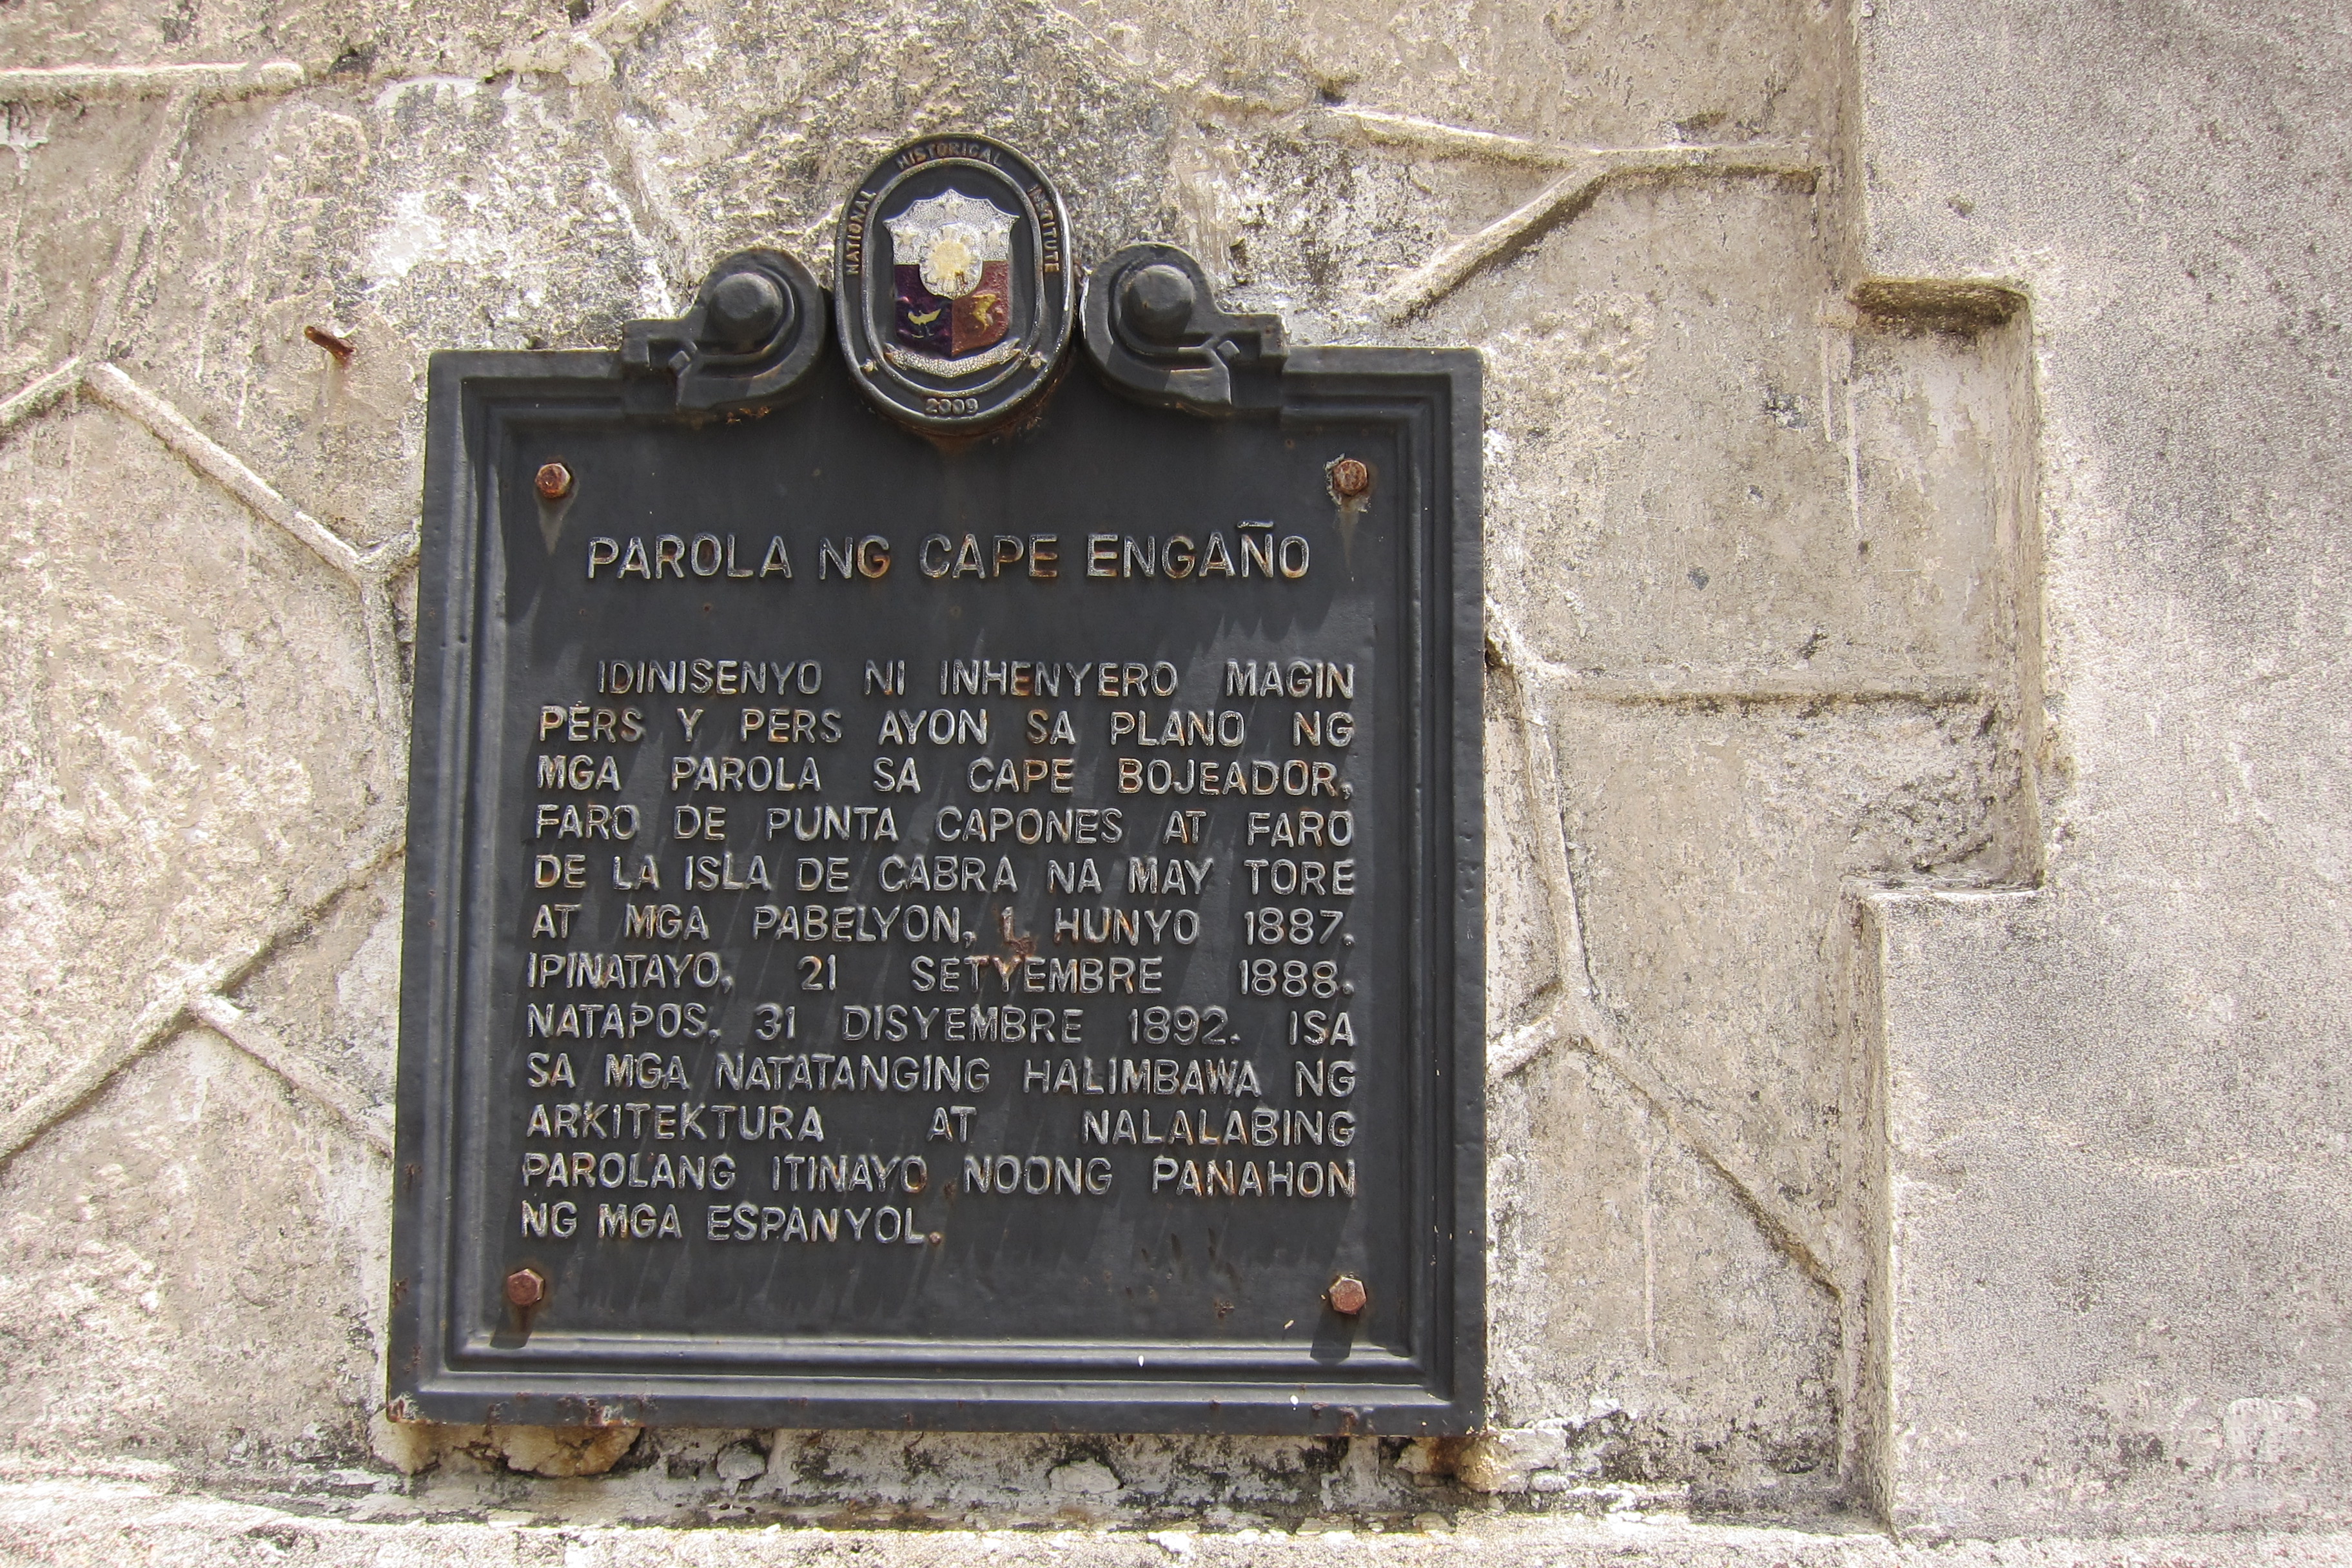 NATIONAL HISTORICAL INSTITUTE
2009
PAROLA NG CAPE ENGAÑO
IDINISENYO NI INHENYERO MAGIN
PERS Y PERS AYON SA PLANO NG
MGA PAROLA SA CAPE BOJEADOR,
FARO DE PUNTA CAPONES AT FARO
DE LA ISLA DE CABRA NA MAY TORE
AT MGA PABELYON, 1 HUNYO 1887.
IPINATAYO, 21 SETYEMBRE 1888.
NATAPOS, 31 DISYEMBRE 1892. ISA
SA MGA NATATANGING HALIMBAWA NG
ARKITEKTURA AT NALALABING
PAROLANG ITINAYO NOONG PANAHON
NG MGA ESPANYOL.